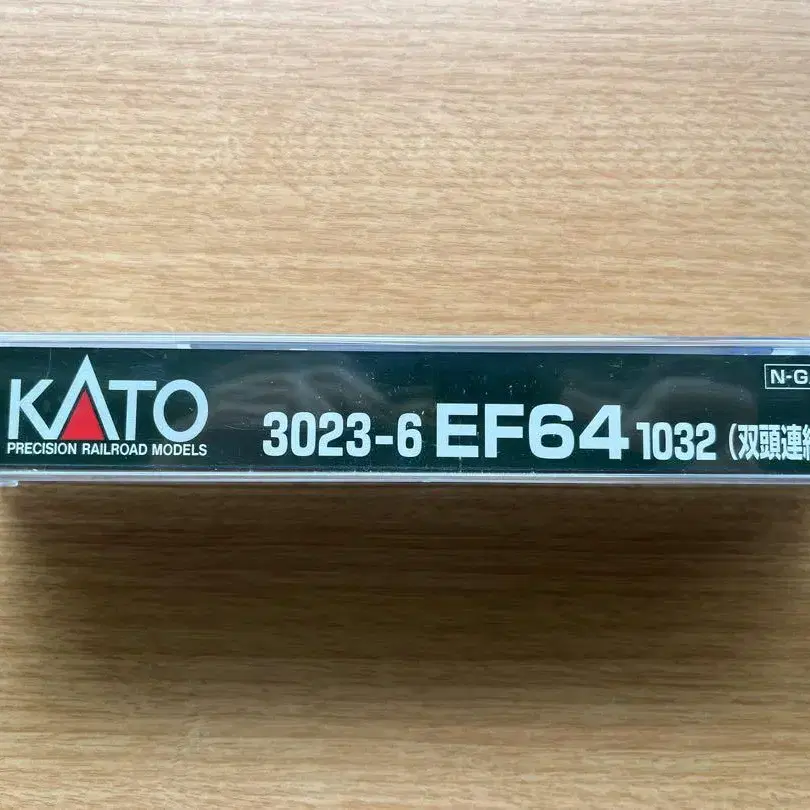 KATO
PRECISION RAILROAD MODELS
3023-6 EF64 1032 (双頭連
N-G